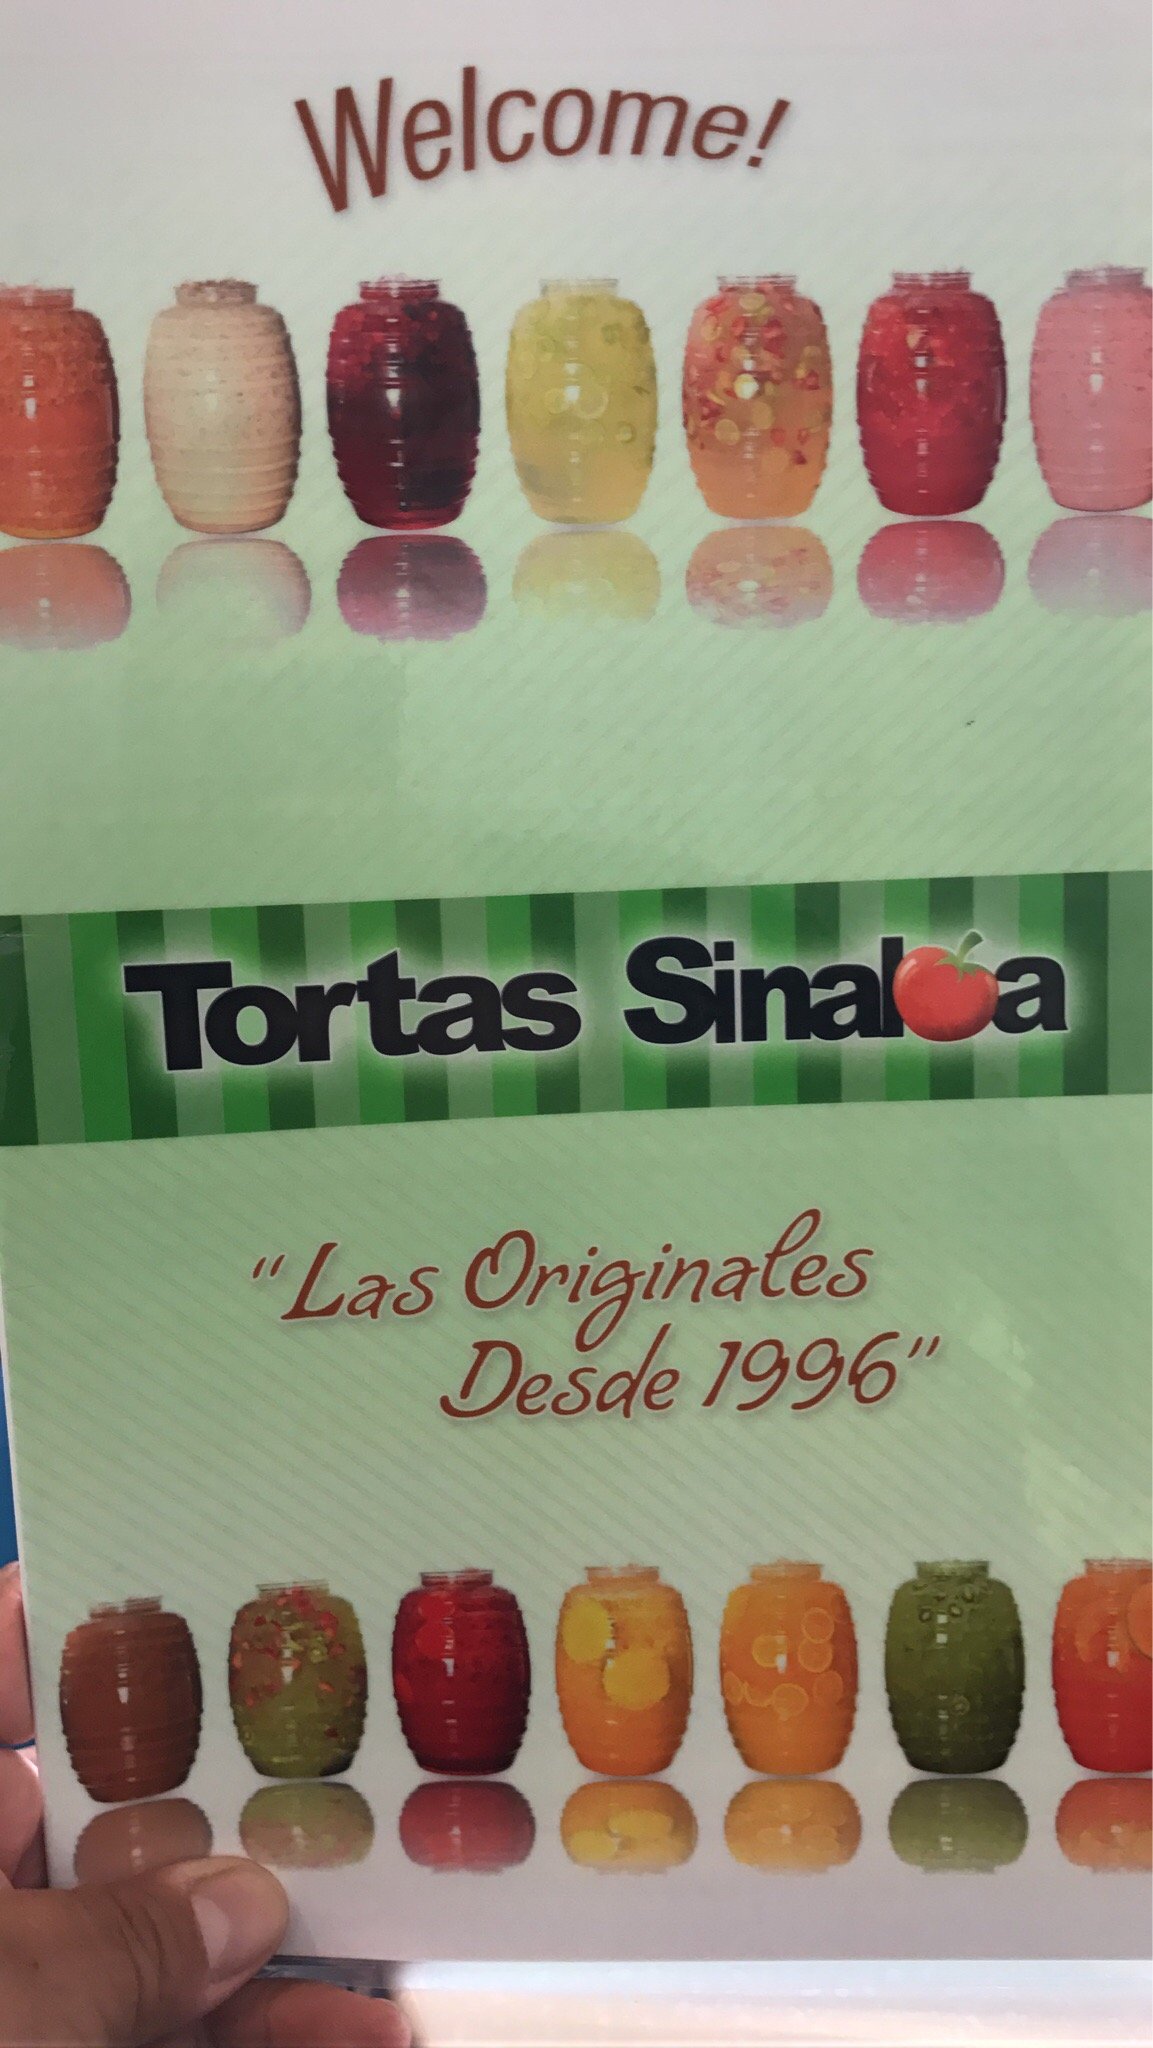 Welcome!
Tortas Sinaloa
"Las Originales
Desde 1996"